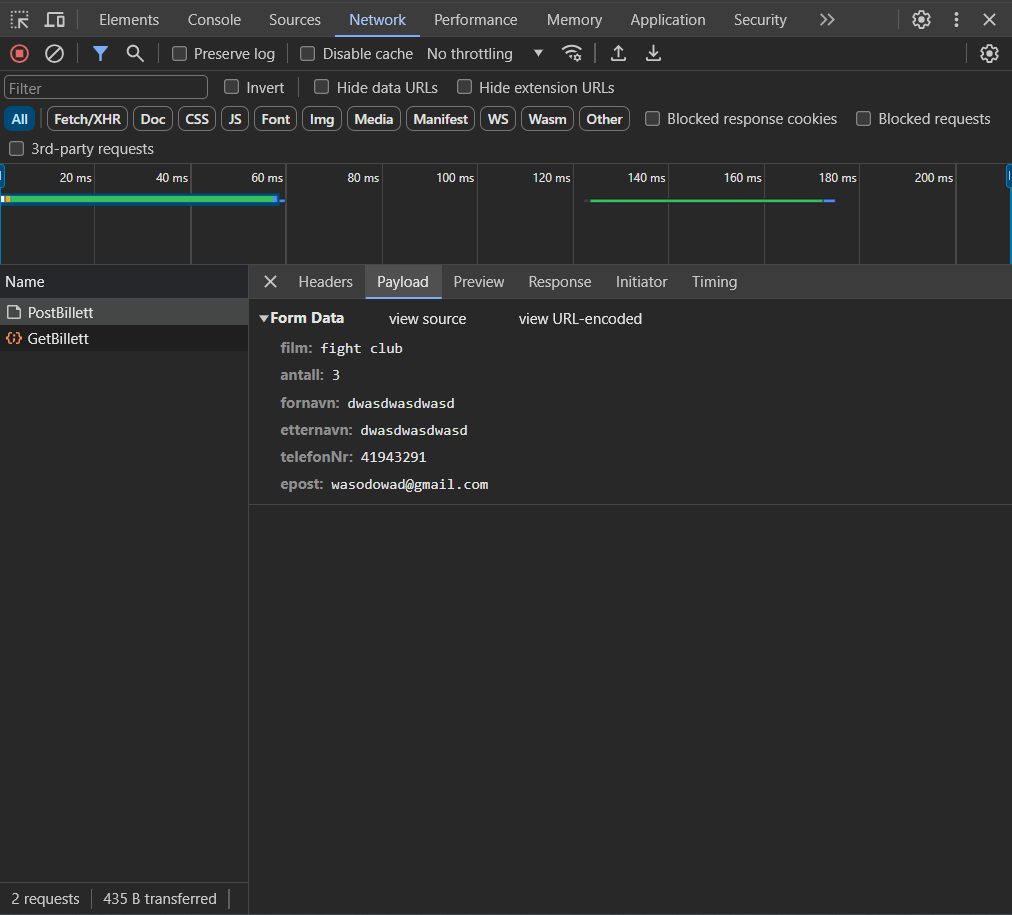 Elements Console Sources Network Performance Memory Application Security
Preserve log Disable cache No throttling
Filter Invert Hide data URLs Hide extension URLs
All Fetch/XHR Doc CSS JS Font Img Media Manifest WS Wasm Other Blocked response cookies Blocked requests
3rd-party requests
20 ms 40 ms 60 ms 80 ms 100 ms 120 ms 140 ms 160 ms 180 ms 200 ms
Name Headers Payload Preview Response Initiator Timing
PostBillett
GetBillett
Form Data view source view URL-encoded
film: fight club
antall: 3
fornavn: dwasdwasdwasd
etternavn: dwasdwasdwasd
telefonNr: 41943291
epost: wasodowad@gmail.com
2 requests 435 B transferred